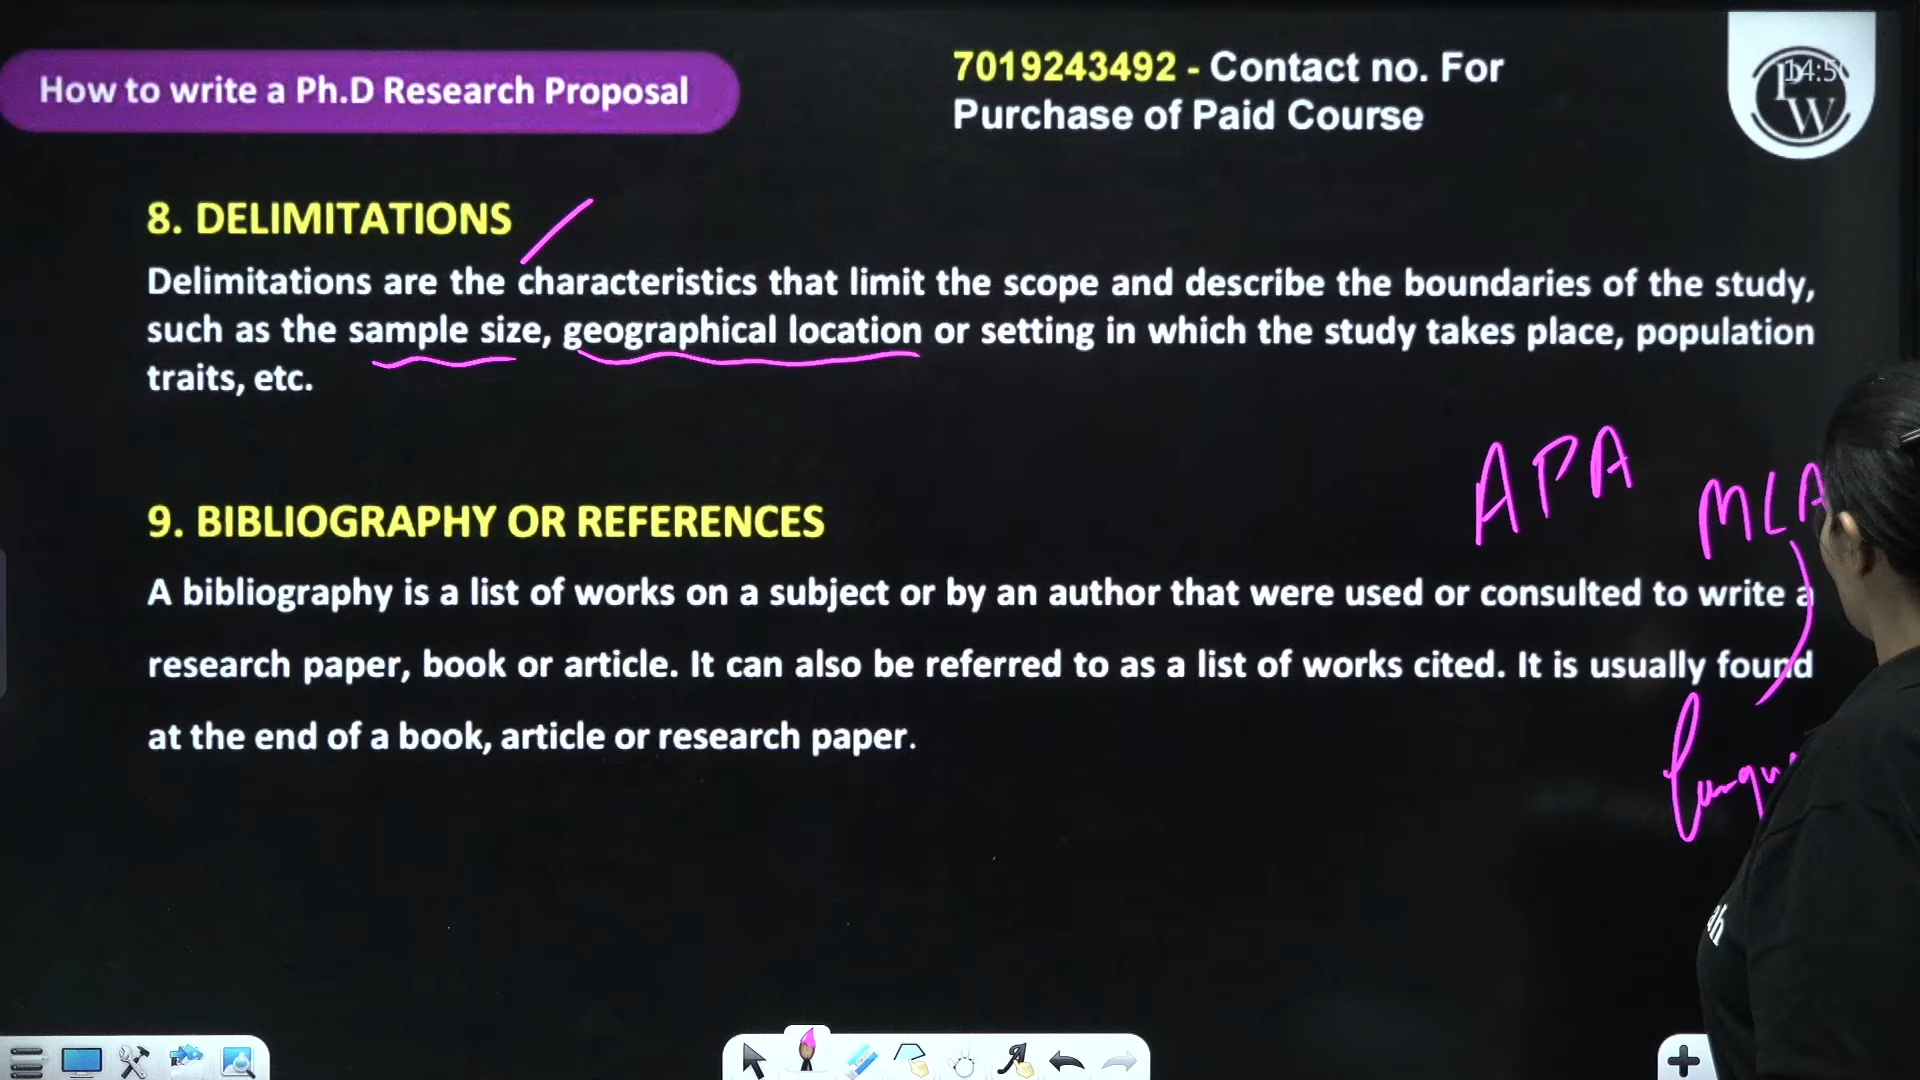 How to write a Ph.D Research Proposal
7019243492 - Contact no. For
Purchase of Paid Course
14:5
P
W
8. DELIMITATIONS
Delimitations are the characteristics that limit the scope and describe the boundaries of the study,
such as the sample size, geographical location or setting in which the study takes place, population
traits, etc.
APA
MLA
9. BIBLIOGRAPHY OR REFERENCES
A bibliography is a list of works on a subject or by an author that were used or consulted to write a
research paper, book or article. It can also be referred to as a list of works cited. It is usually found
at the end of a book, article or research paper.